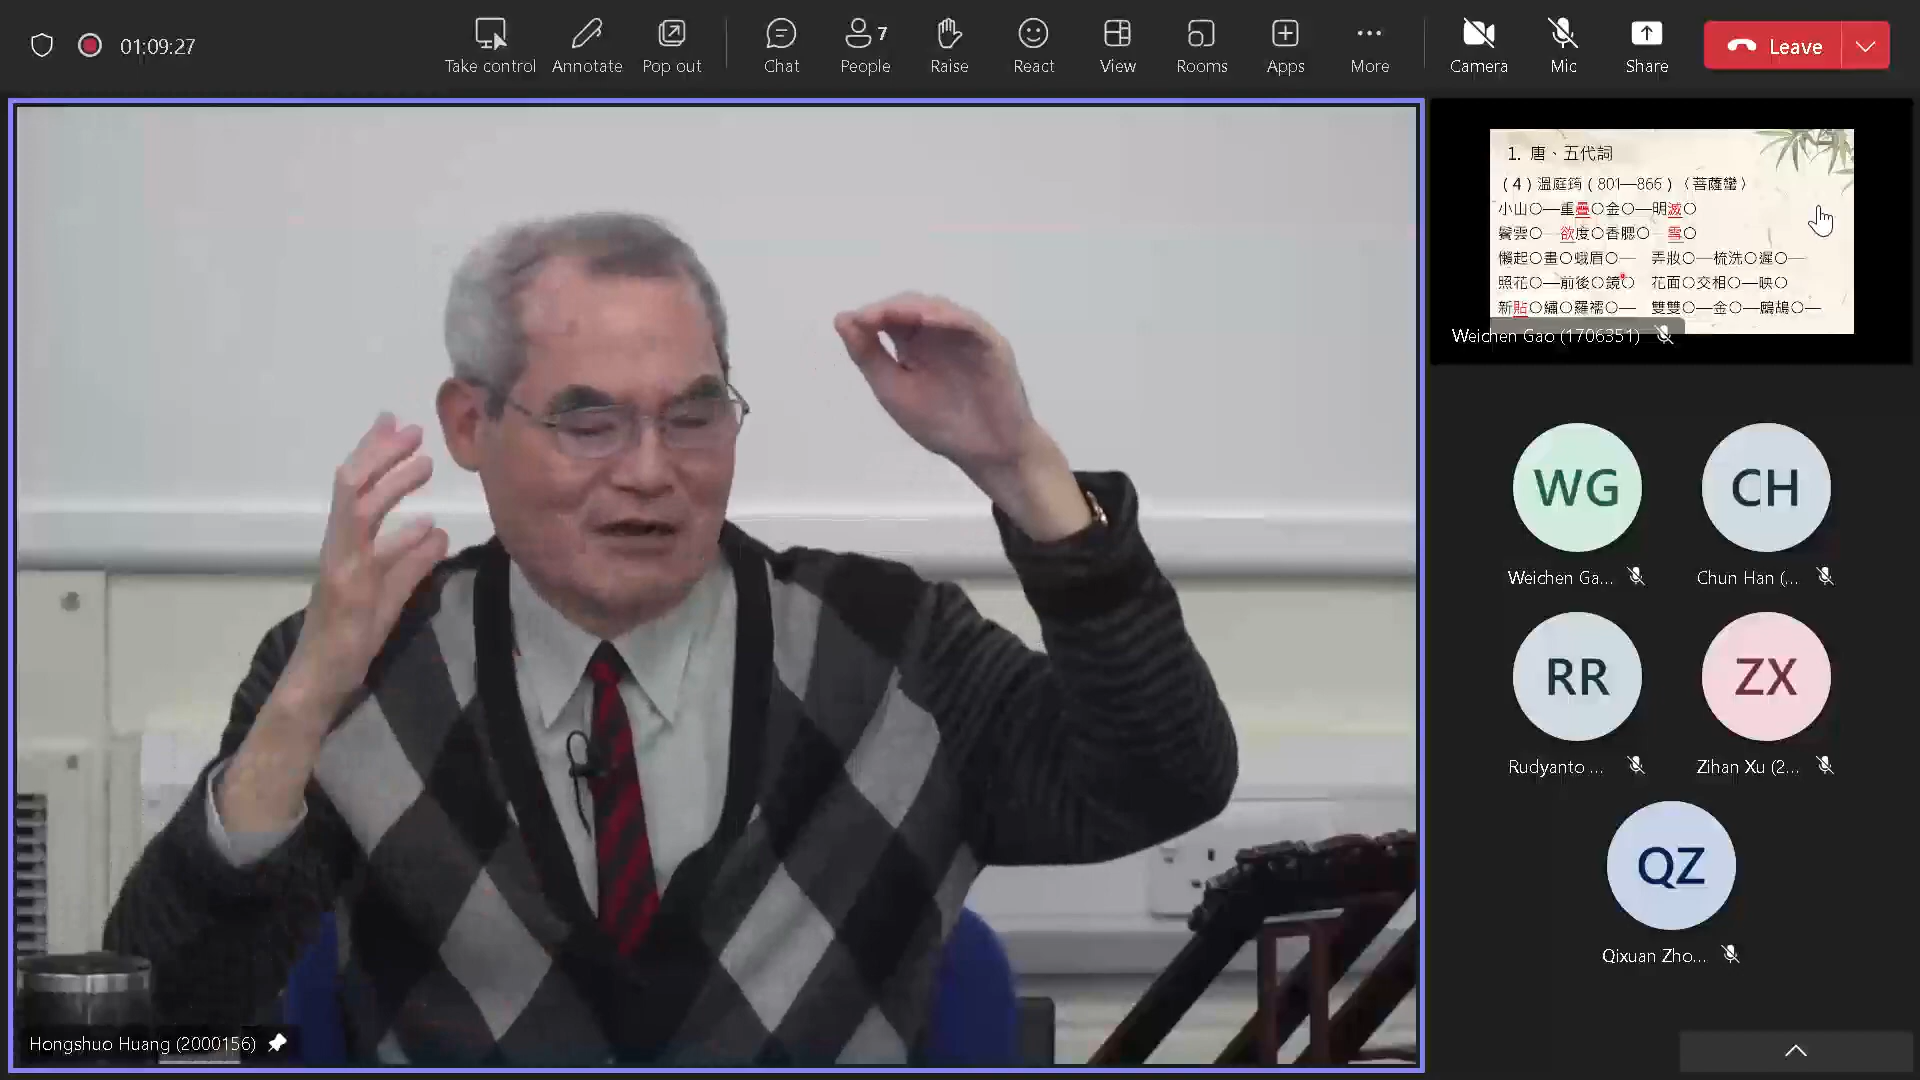 01:09:27
Take control
Annotate
Pop out
Chat
People
7
Raise
React
View
Rooms
Apps
More
Camera
Mic
Share
Leave
1. 唐、五代詞
（4）溫庭筠（801—866）〈菩薩蠻〉
小山〇—重疊〇金〇—明滅〇
鬢雲〇—欲度〇香腮〇—雪〇
懶起〇畫〇蛾眉〇— 弄妝〇—梳洗〇遲〇—
照花〇—前後〇鏡〇 花面〇交相〇—映〇
新貼〇繡〇羅襦〇— 雙雙〇—金〇—鷓鴣〇—
Weichen Gao (1706351)
WG
CH
Weichen Ga...
Chun Han (...
RR
ZX
Rudyanto ...
Zihan Xu (2...
QZ
Qixuan Zho...
Hongshuo Huang (2000156)